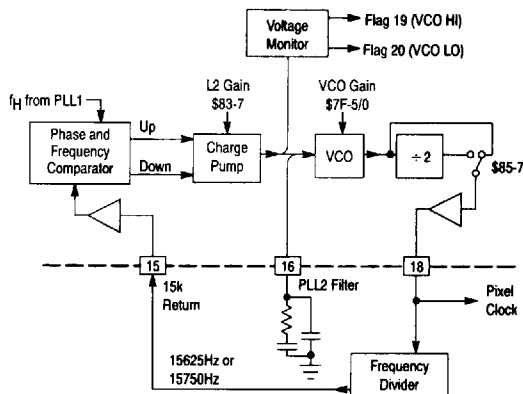 Voltage
Monitor
Flag 19 (VCO HI)
Flag 20 (VCO LO)
L2 Gain
$83-7
VCO Gain
$7F-5/0
fH from PLL1
Phase and
Frequency
Comparator
Up
Down
Charge
Pump
VCO
÷ 2
$85-7
15
16
18
15k
Return
PLL2 Filter
Pixel
Clock
15625Hz or
15750Hz
Frequency
Divider